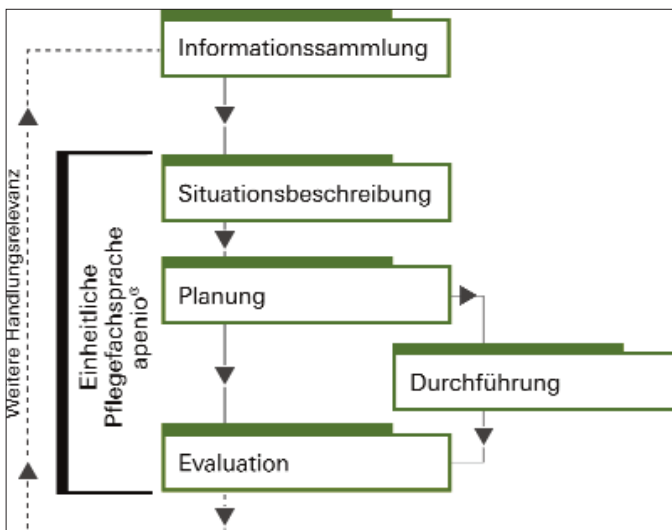 Informationssammlung
Situationsbeschreibung
Planung
Durchführung
Evaluation
Weitere Handlungsrelevanz
Einheitliche
Pflegefachsprache
apenio®